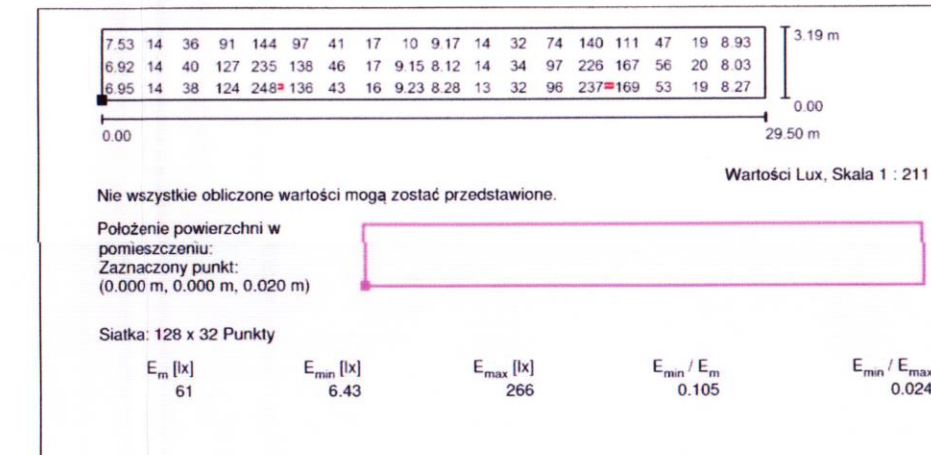 7.53 14 36 91 144 97 41 17 10 9.17 14 32 74 140 111 47 19 8.93
6.92 14 40 127 235 138 46 17 9.15 8.12 14 34 97 226 167 56 20 8.03
6.95 14 38 124 248 136 43 16 9.23 8.28 13 32 96 237 169 53 19 8.27
3.19 m
0.00
0.00
29.50 m
Wartości Lux, Skala 1 : 211
Nie wszystkie obliczone wartości mogą zostać przedstawione.
Położenie powierzchni w
pomieszczeniu:
Zaznaczony punkt:
(0.000 m, 0.000 m, 0.020 m)
Siatka: 128 x 32 Punkty
Em [lx] Emin [lx] Emax [lx] Emin / Em Emin / Emax
61 6.43 266 0.105 0.024